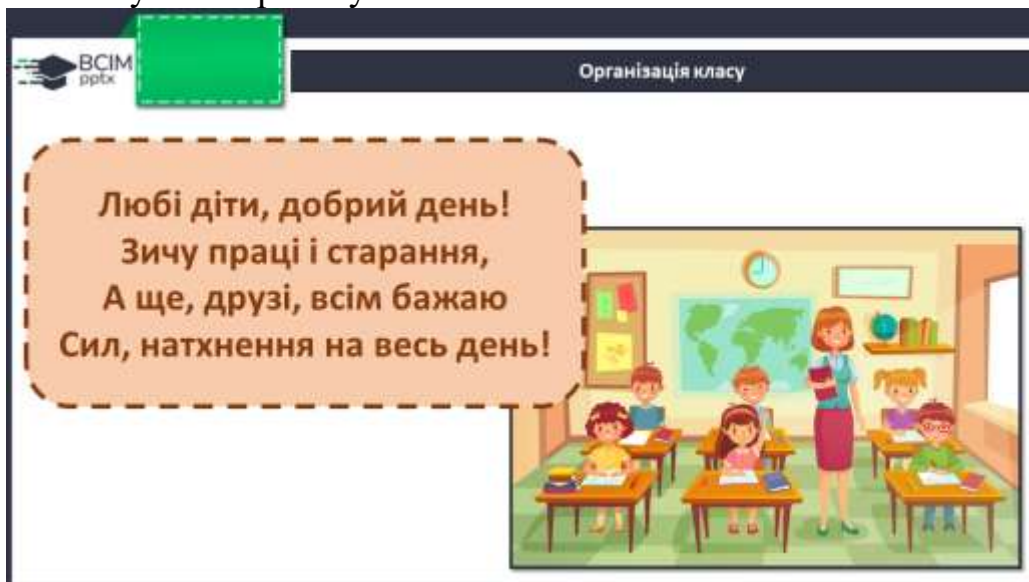 ВСІМ
pptx
Організація класу
Любі діти, добрий день!
Зичу праці і старання,
А ще, друзі, всім бажаю
Сил, натхнення на весь день!